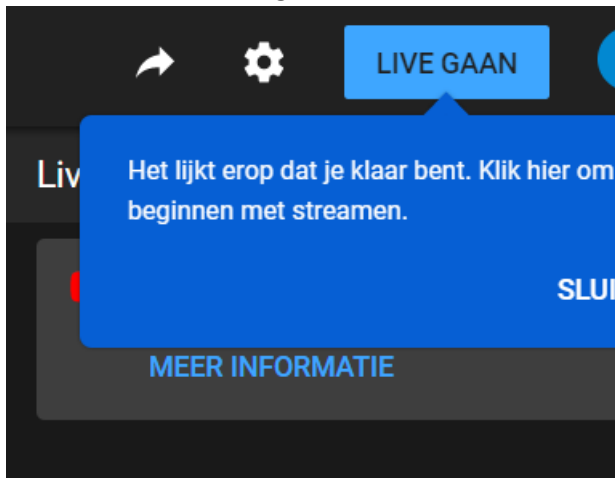 LIVE GAAN
Het lijkt erop dat je klaar bent. Klik hier om
beginnen met streamen.
MEER INFORMATIE